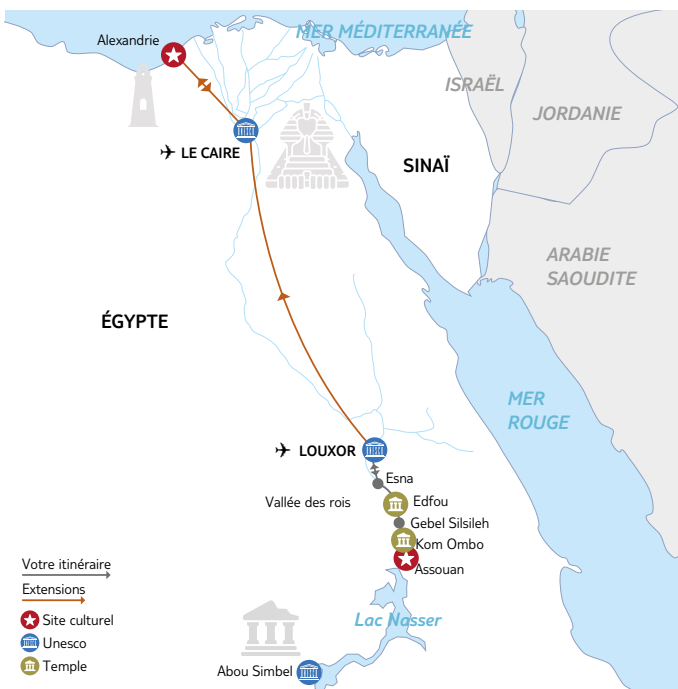 MER MÉDITERRANÉE
Alexandrie
ISRAËL
JORDANIE
LE CAIRE
SINAÏ
ARABIE
SAOUDITE
ÉGYPTE
MER
ROUGE
LOUXOR
Esna
Vallée des rois
Edfou
Gebel Silsileh
Kom Ombo
Assouan
Votre itinéraire
Extensions
Site culturel
Unesco
Temple
Lac Nasser
Abou Simbel